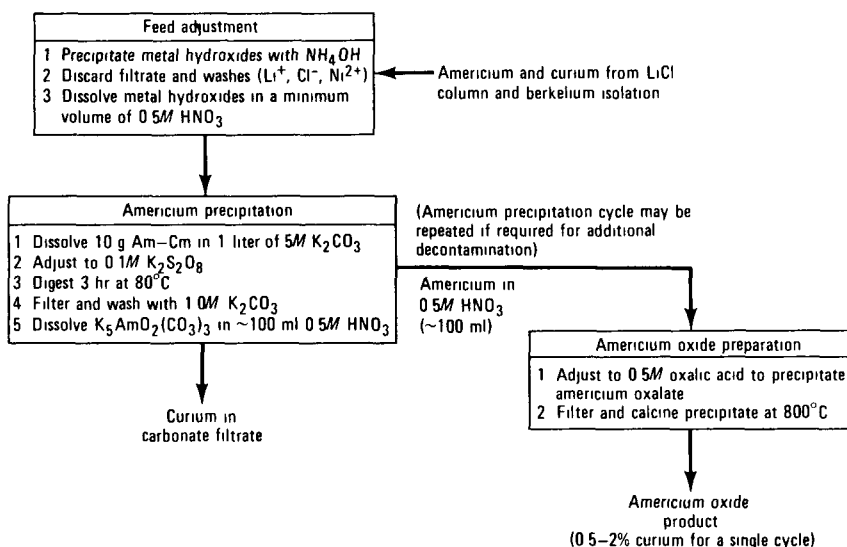 Feed adjustment
1 Precipitate metal hydroxides with NH₄OH
2 Discard filtrate and washes (Li⁺, Cl⁻, Ni²⁺)
3 Dissolve metal hydroxides in a minimum
volume of 0 5M HNO₃
Americium and curium from LiCl
column and berkelium isolation
Americium precipitation
1 Dissolve 10 g Am–Cm in 1 liter of 5M K₂CO₃
2 Adjust to 0 1M K₂S₂O₈
3 Digest 3 hr at 80°C
4 Filter and wash with 1 0M K₂CO₃
5 Dissolve K₅AmO₂(CO₃)₃ in ~100 ml 0 5M HNO₃
(Americium precipitation cycle may be
repeated if required for additional
decontamination)
Americium in
0 5M HNO₃
(~100 ml)
Curium in
carbonate filtrate
Americium oxide preparation
1 Adjust to 0 5M oxalic acid to precipitate
americium oxalate
2 Filter and calcine precipitate at 800°C
Americium oxide
product
(0 5–2% curium for a single cycle)